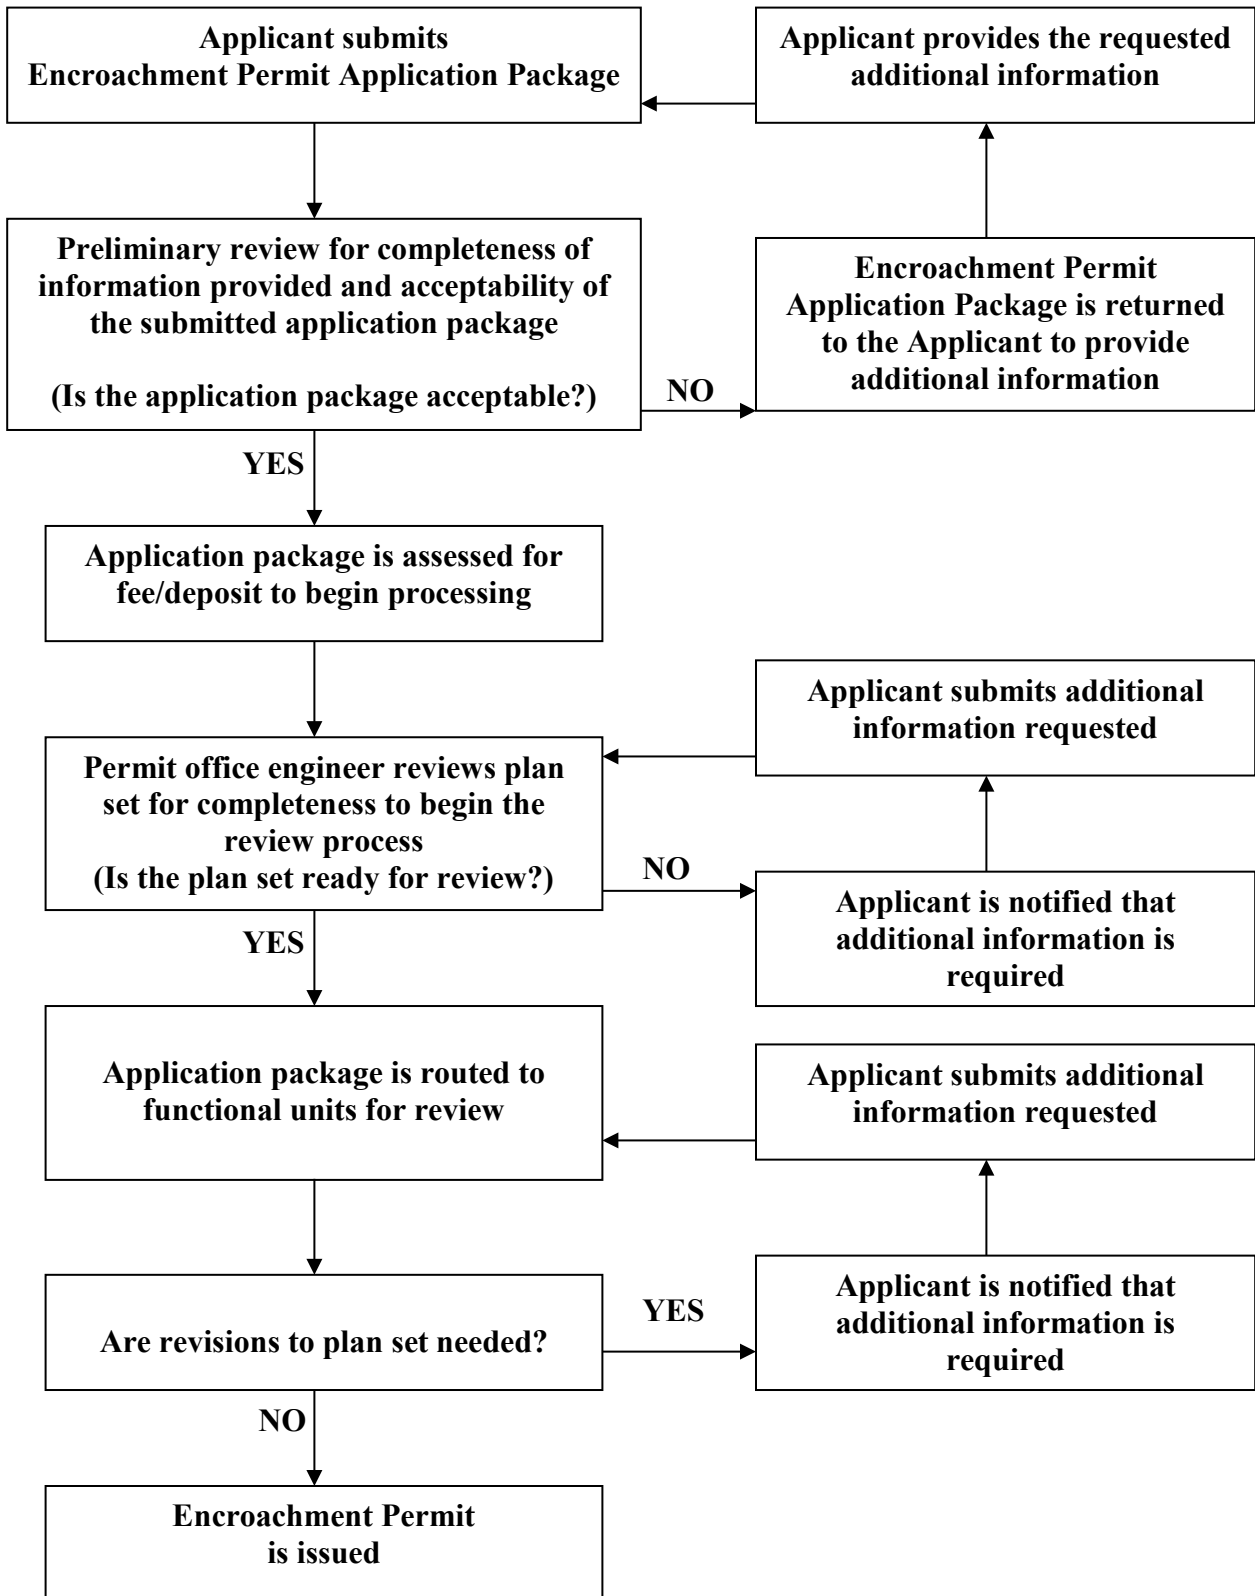 Applicant submits
Encroachment Permit Application Package
Applicant provides the requested
additional information
Preliminary review for completeness of
information provided and acceptability of
the submitted application package
(Is the application package acceptable?)
NO
Encroachment Permit
Application Package is returned
to the Applicant to provide
additional information
YES
Application package is assessed for
fee/deposit to begin processing
Applicant submits additional
information requested
Permit office engineer reviews plan
set for completeness to begin the
review process
(Is the plan set ready for review?)
NO
Applicant is notified that
additional information is
required
YES
Application package is routed to
functional units for review
Applicant submits additional
information requested
Are revisions to plan set needed?
YES
Applicant is notified that
additional information is
required
NO
Encroachment Permit
is issued